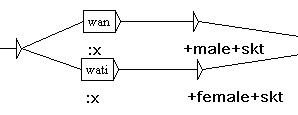 wan
:x +male+skt
wati
:x +female+skt